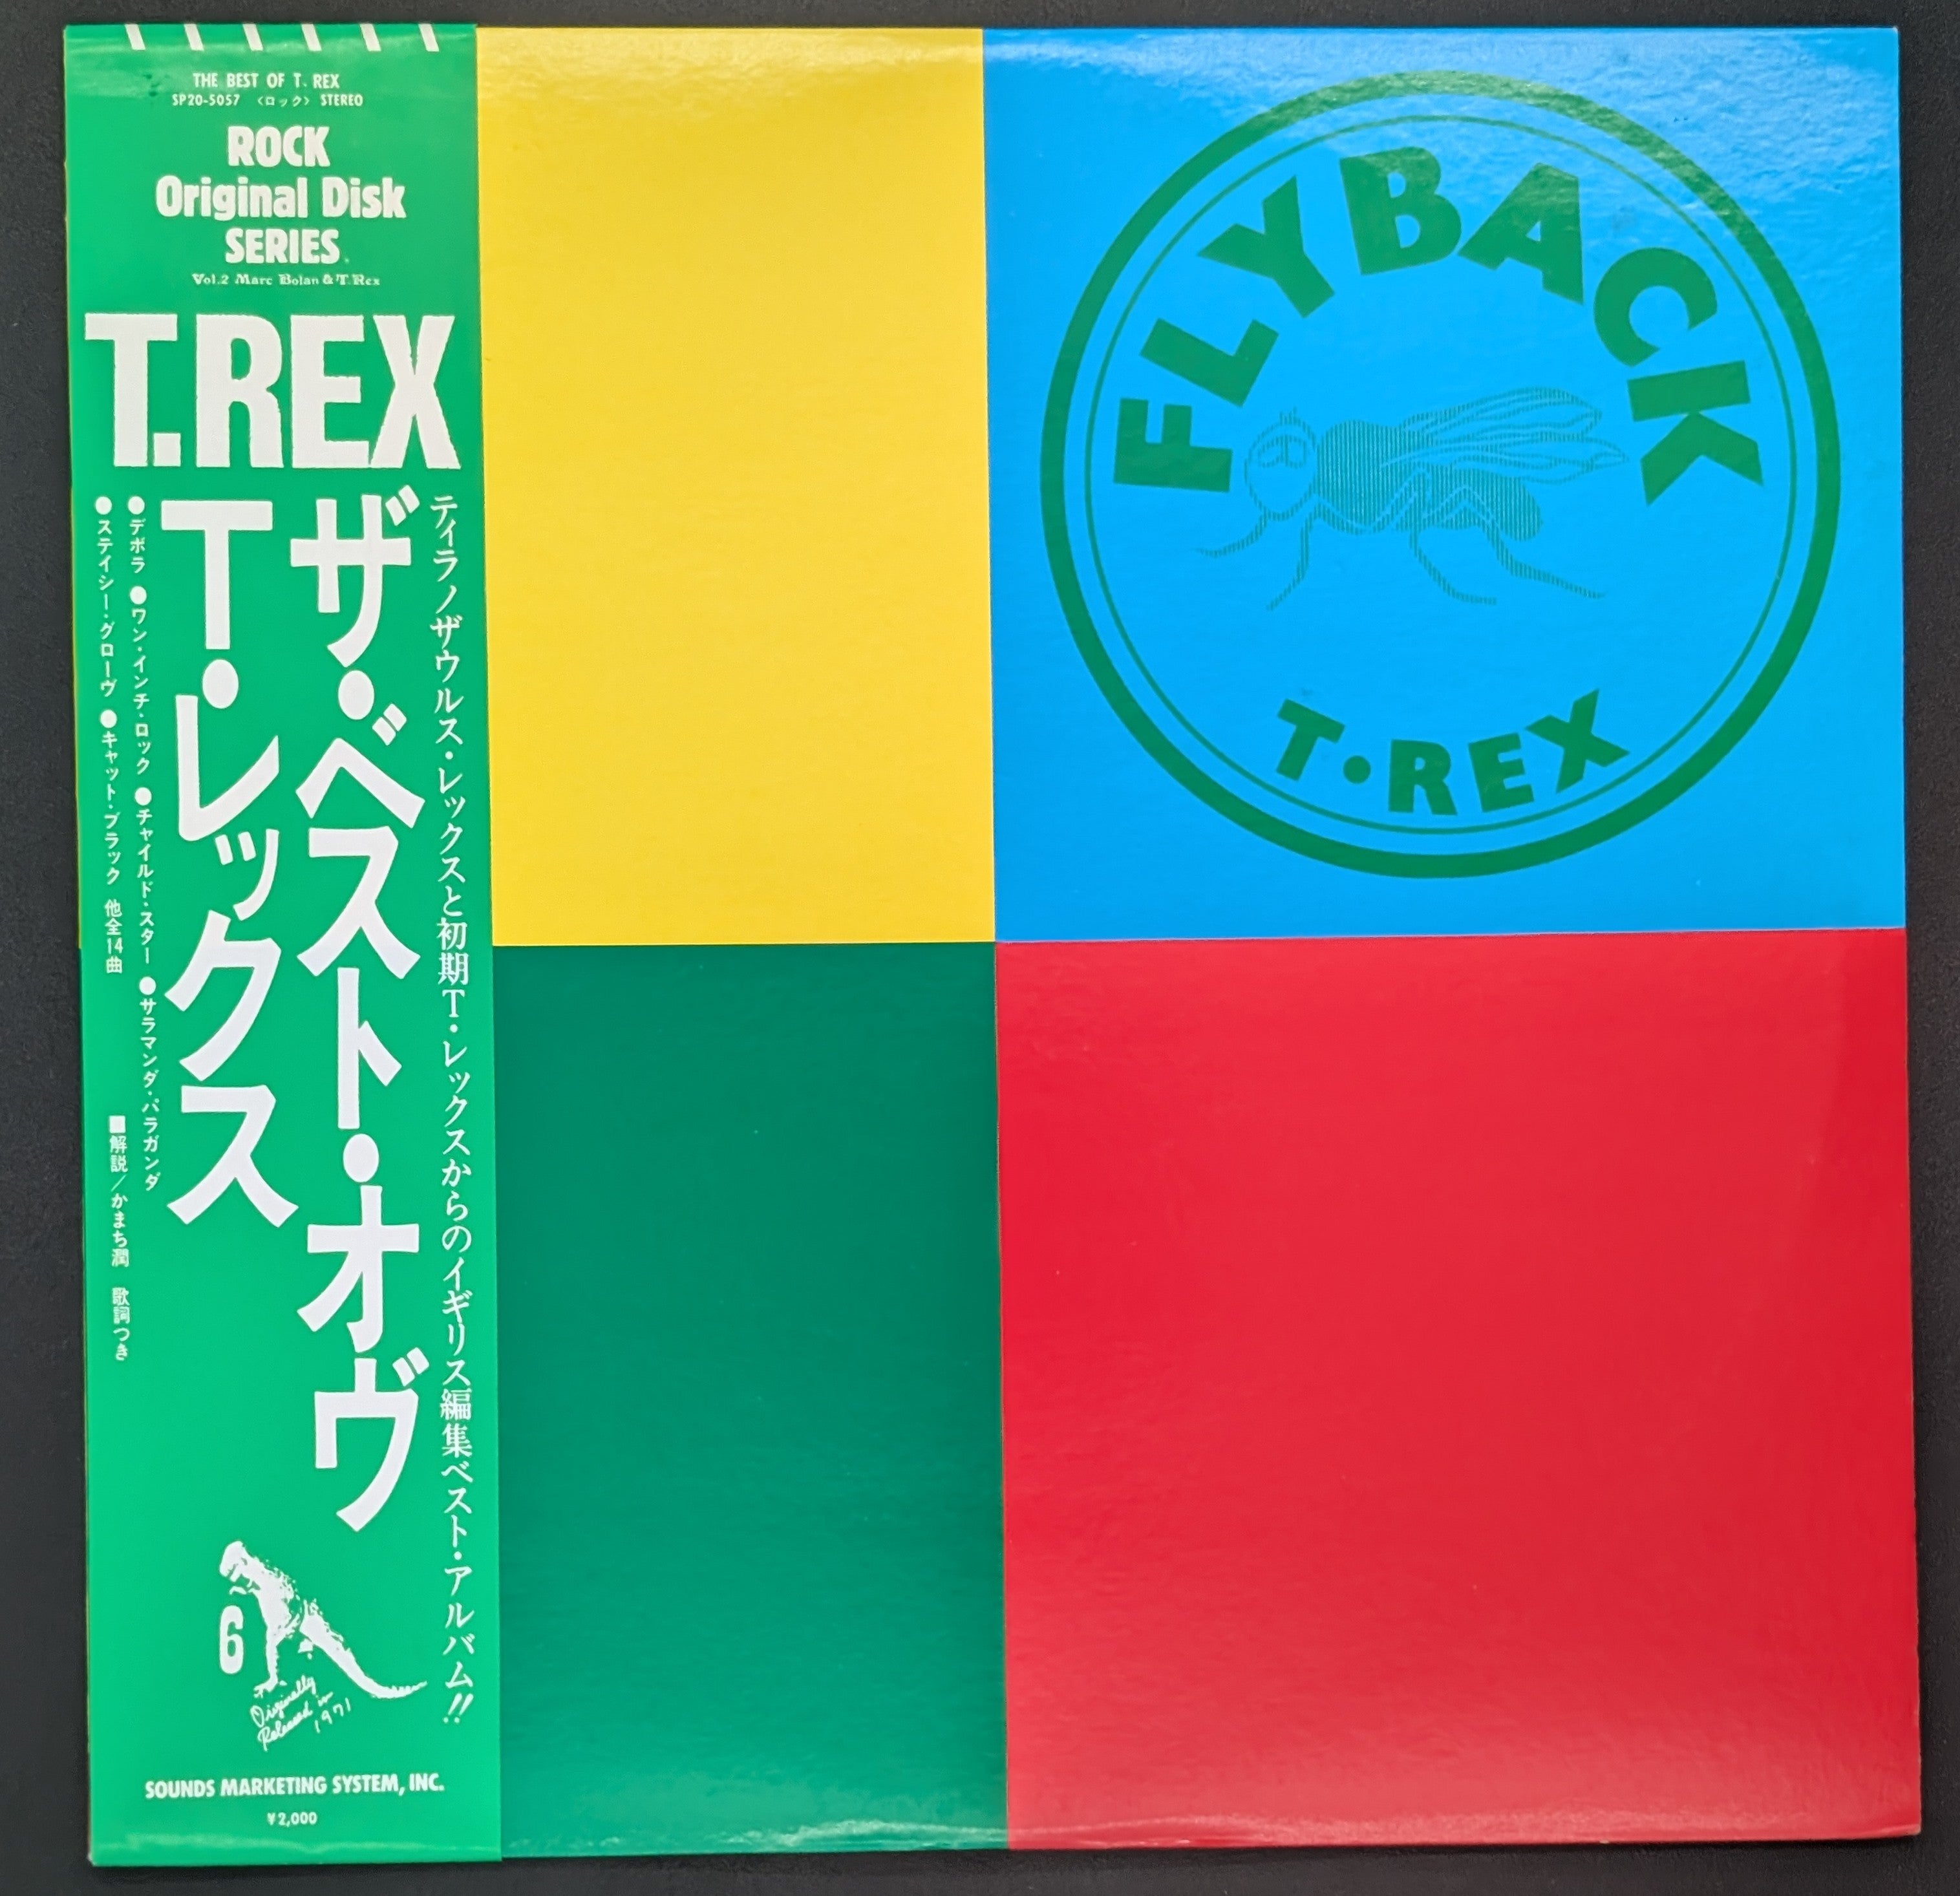 THE BEST OF T. REX
SP20-5057 〈ロック〉 STEREO
ROCK
Original Disk
SERIES.
Vol.2 Marc Bolan & T.Rex
T.REX
ティラノザウルス・レックスと初期T・レックスからのイギリス編集ベスト・アルバム!!
ザ・ベスト・オヴ
T・レックス
●デボラ ●ワン・インチ・ロック ●チャイルド・スター ●サラマンダ・パラガンダ
●ステイシー・グローヴ ●キャット・ブラック 他全14曲
■解説/かまち潤 歌詞つき
6
Originally
Released in
1971
SOUNDS MARKETING SYSTEM, INC.
¥2,000
FLYBACK
T・REX